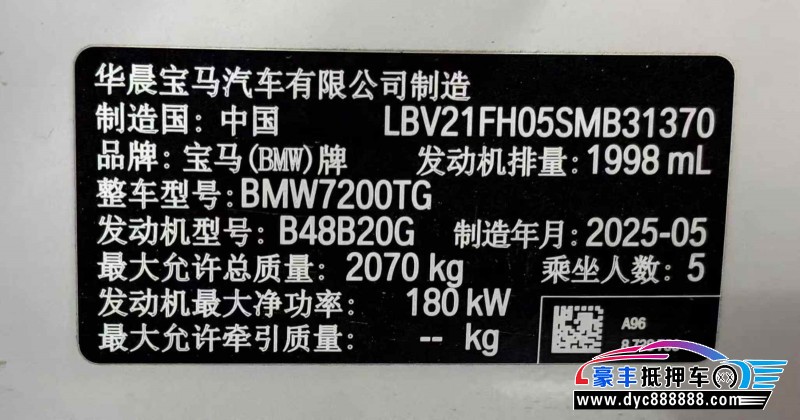 华晨宝马汽车有限公司制造
制造国: 中国 LBV21FH05SMB31370
品牌: 宝马(BMW)牌 发动机排量: 1998 mL
整车型号: BMW7200TG
发动机型号: B48B20G 制造年月: 2025-05
最大允许总质量: 2070 kg 乘坐人数: 5
发动机最大净功率: 180 kW
最大允许牵引质量: -- kg
A96
豪丰抵押车
www.dyc888888.com